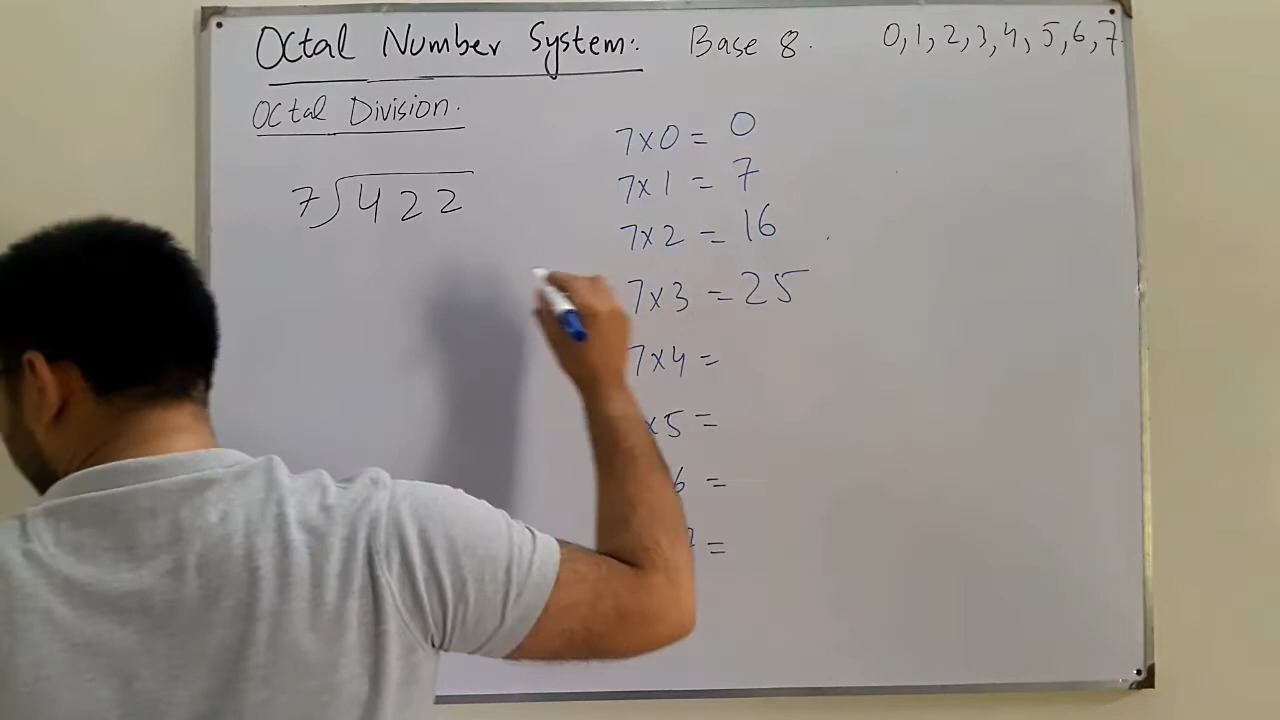 Octal Number System:. Base 8. 0,1,2,3,4,5,6,7.
Octal Division.
7)422
7x0 = 0
7x1 = 7
7x2 = 16
7x3 = 25
7x4 =
x5 =
6 =
=